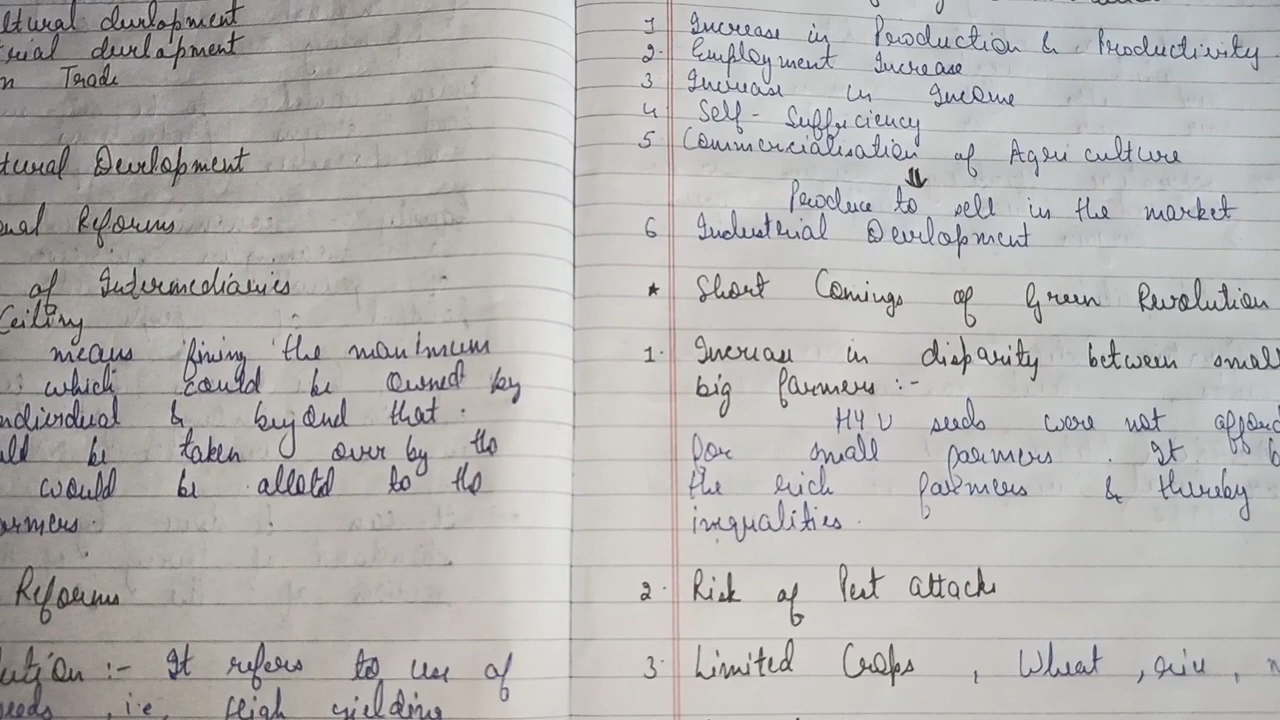 ltural development
rial development
n Trade
tural Development
nal Reforms
of Intermediaries
Ceiling
means fixing the maximum
which could be owned by
individual & beyond that
uld be taken over by the
would be alloted to the
armers.
Reforms
lution :- It refers to use of
seeds, i.e. High yielding
1 Increase in Production & Productivity
2. Employment Increase
3 Increase in Income
4 Self-Sufficiency
5 Commercialisation of Agriculture
Produce to sell in the market
6 Industrial Development
* Short Comings of Green Revolution
1. Increase in disparity between small
big farmers :-
HYV seeds were not afford
for small farmers. It b
the rich farmers & thereby
inequalities.
2. Risk of Pest attacks
3. Limited Crops, Wheat, rice,